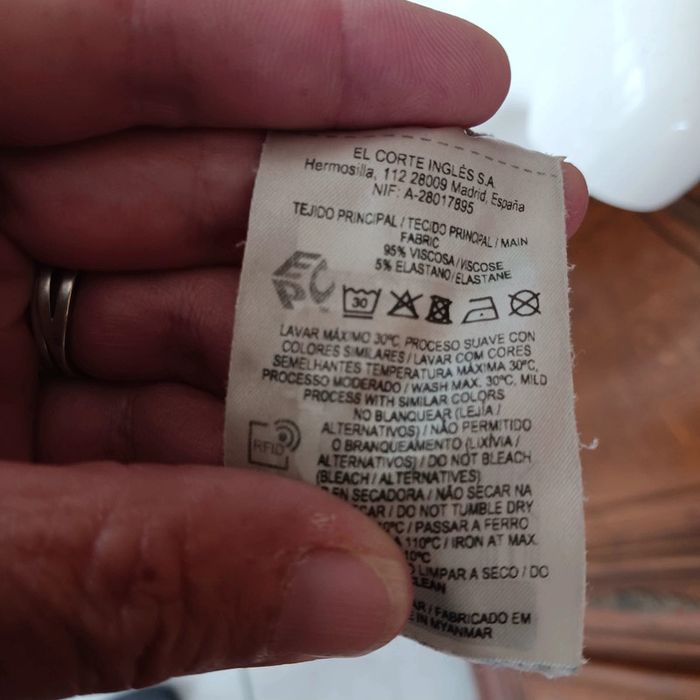 EL CORTE INGLÉS S.A.
Hermosilla, 112 28009 Madrid, España
NIF: A-28017895
TEJIDO PRINCIPAL / TECIDO PRINCIPAL / MAIN
FABRIC
95% VISCOSA / VISCOSE
5% ELASTANO / ELASTANE
30
LAVAR MÁXIMO 30ºC, PROCESO SUAVE CON
COLORES SIMILARES / LAVAR COM CORES
SEMELHANTES TEMPERATURA MÁXIMA 30ºC,
PROCESSO MODERADO / WASH MAX. 30ºC, MILD
PROCESS WITH SIMILAR COLORS
NO BLANQUEAR (LEJÍA /
ALTERNATIVOS) / NÃO PERMITIDO
O BRANQUEAMENTO (LIXÍVIA /
ALTERNATIVOS) / DO NOT BLEACH
(BLEACH / ALTERNATIVES)
RFID
EN SECADORA / NÃO SECAR NA
/ DO NOT TUMBLE DRY
/ PASSAR A FERRO
A 110ºC / IRON AT MAX.
LIMPAR A SECO / DO
/ FABRICADO EM
IN MYANMAR